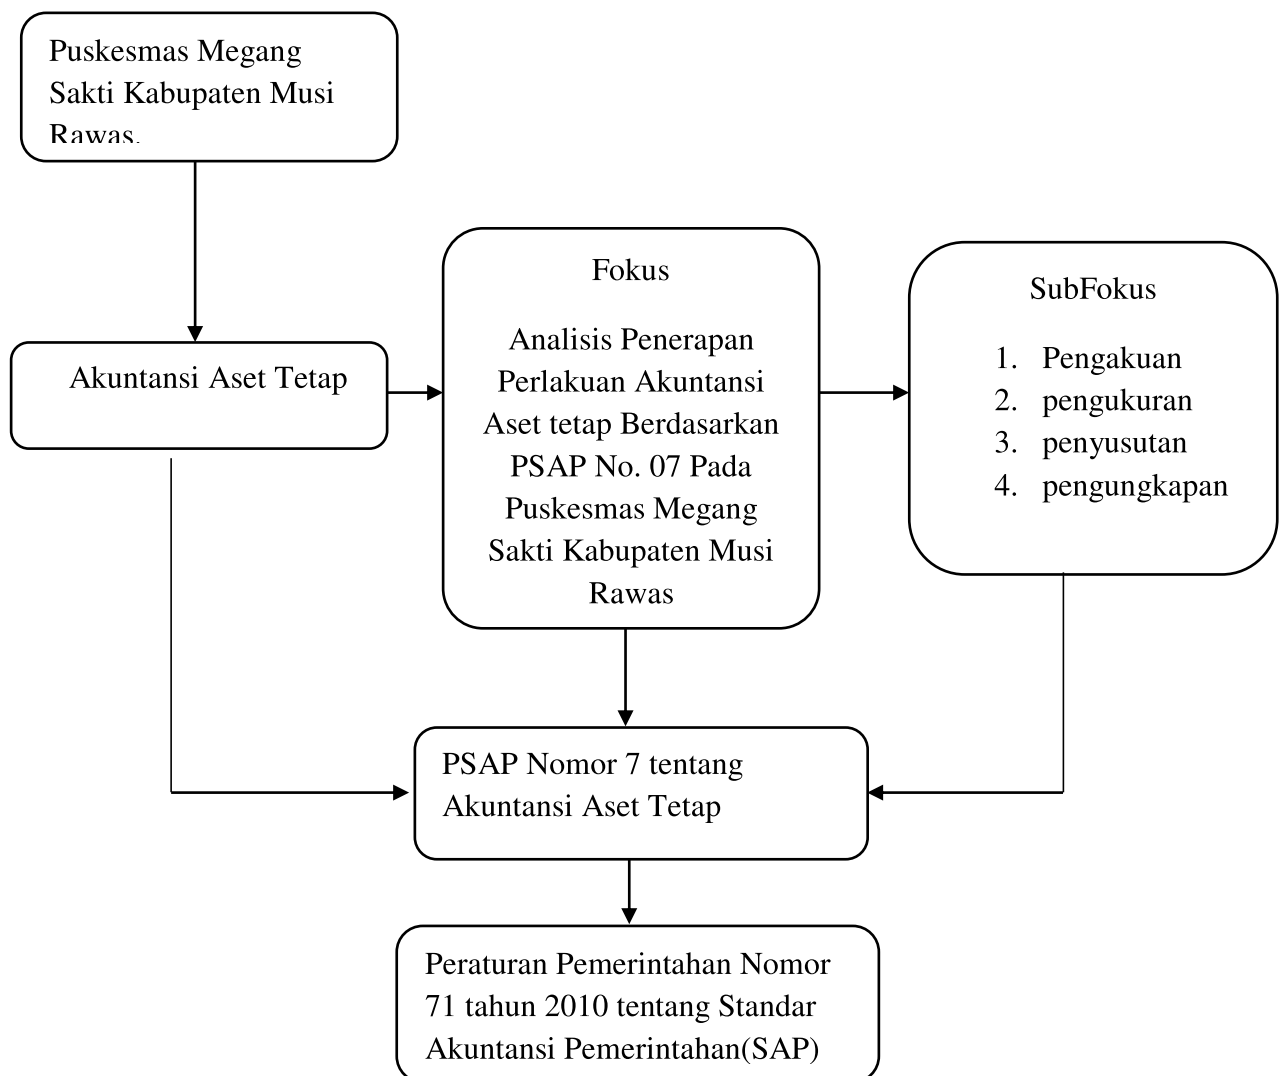 Puskesmas Megang
Sakti Kabupaten Musi
Rawas.
Akuntansi Aset Tetap
Fokus
Analisis Penerapan
Perlakuan Akuntansi
Aset tetap Berdasarkan
PSAP No. 07 Pada
Puskesmas Megang
Sakti Kabupaten Musi
Rawas
SubFokus
1. Pengakuan
2. pengukuran
3. penyusutan
4. pengungkapan
PSAP Nomor 7 tentang
Akuntansi Aset Tetap
Peraturan Pemerintahan Nomor
71 tahun 2010 tentang Standar
Akuntansi Pemerintahan(SAP)